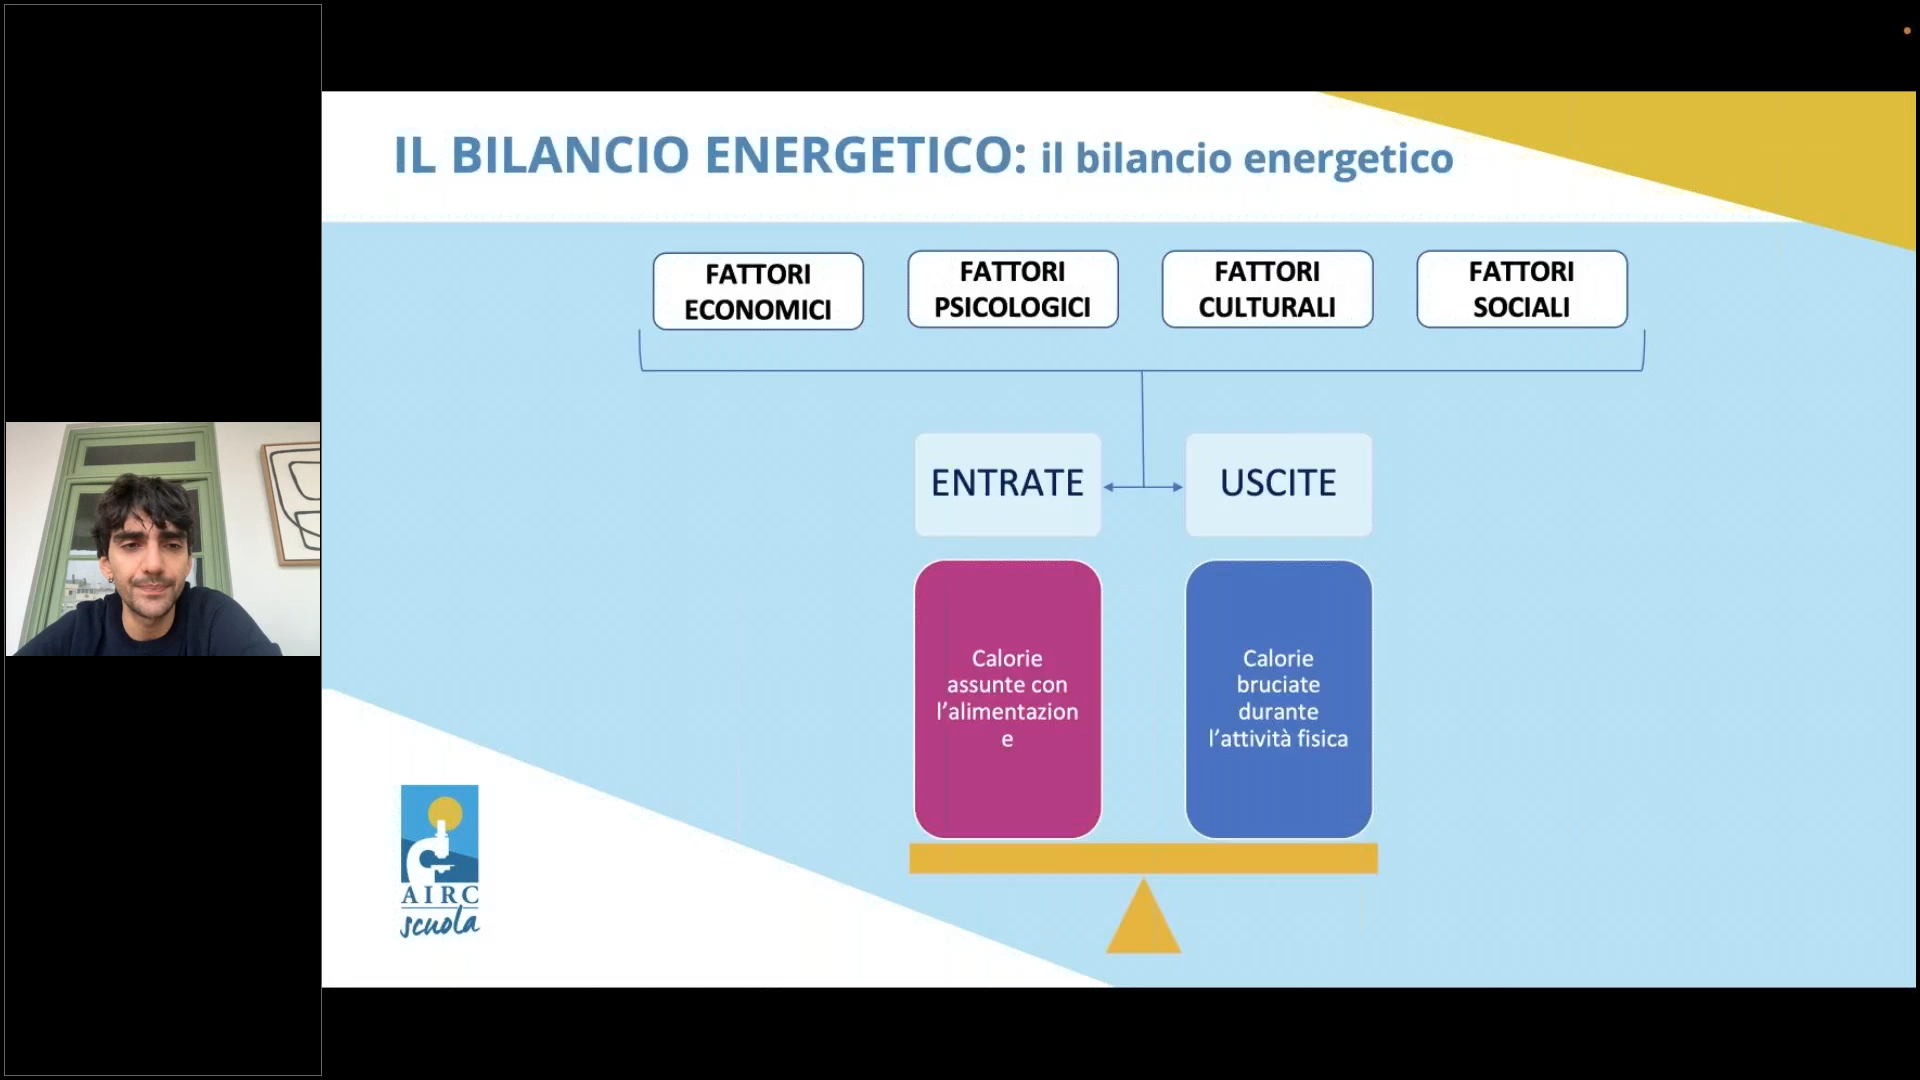 IL BILANCIO ENERGETICO: il bilancio energetico
FATTORI
ECONOMICI
FATTORI
PSICOLOGICI
FATTORI
CULTURALI
FATTORI
SOCIALI
ENTRATE
USCITE
Calorie
assunte con
l’alimentazion
e
Calorie
bruciate
durante
l’attività fisica
AIRC
scuola